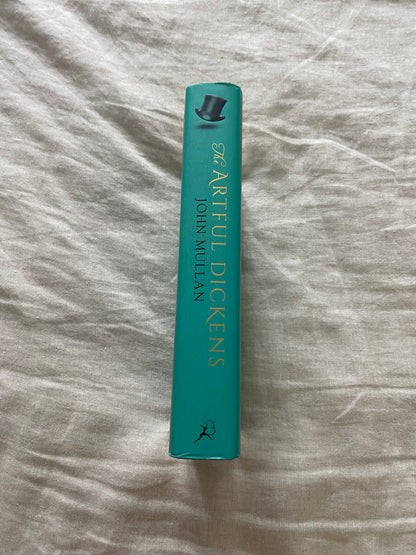 The ARTFUL DICKENS
JOHN MULLAN